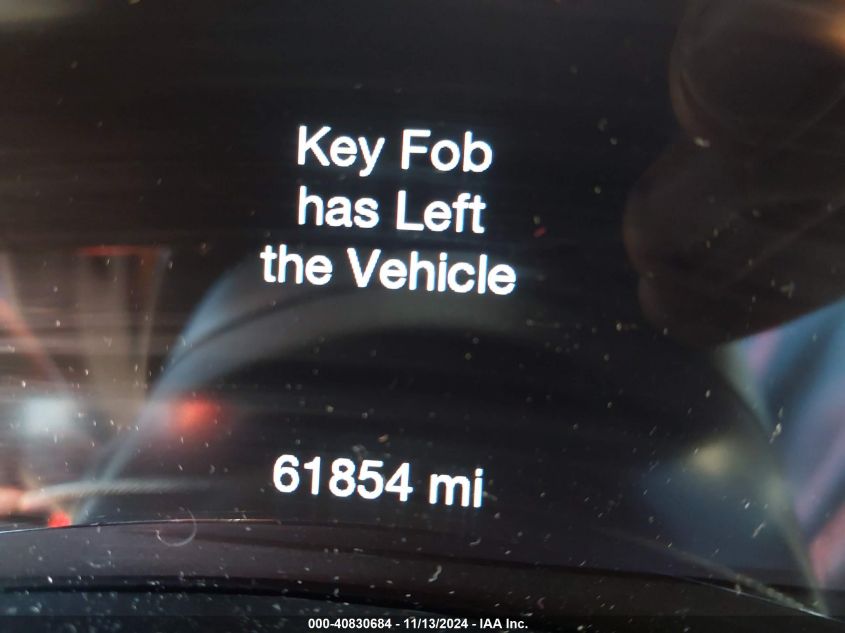 Key Fob
has Left
the Vehicle
61854 mi
000-40830684 - 11/13/2024 - IAA Inc.